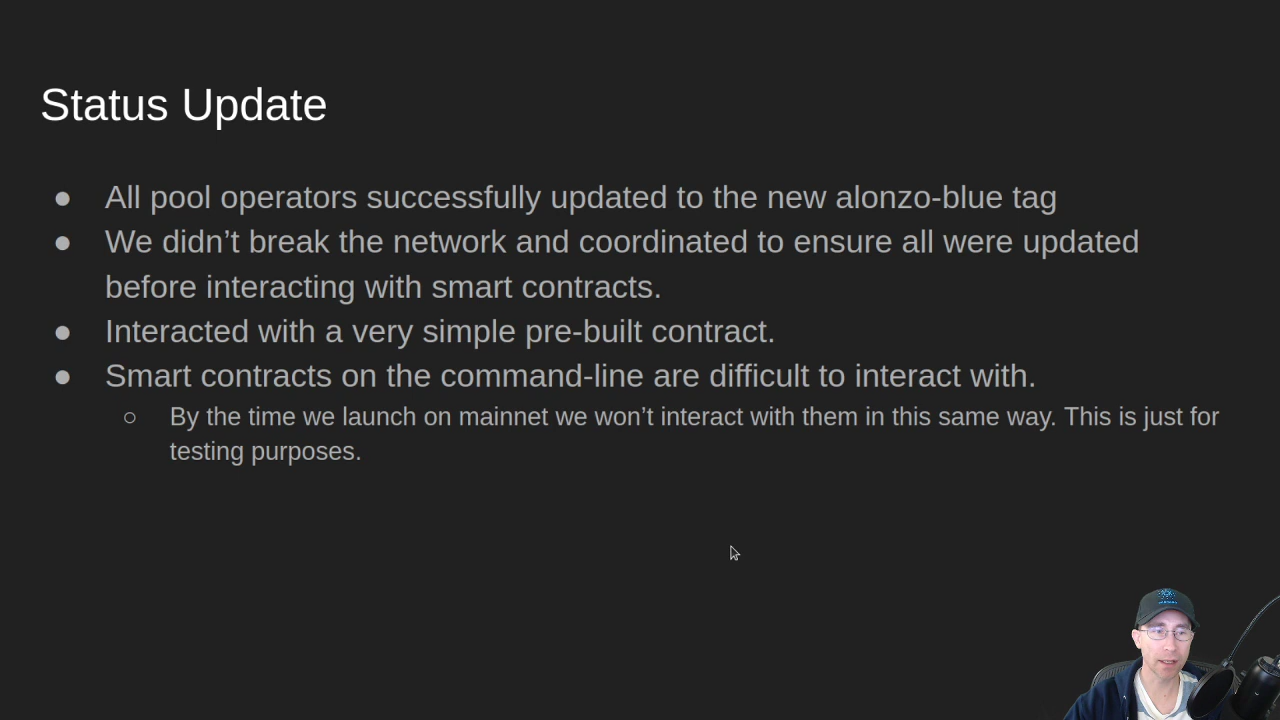 Status Update
● All pool operators successfully updated to the new alonzo-blue tag
● We didn’t break the network and coordinated to ensure all were updated
before interacting with smart contracts.
● Interacted with a very simple pre-built contract.
● Smart contracts on the command-line are difficult to interact with.
○ By the time we launch on mainnet we won’t interact with them in this same way. This is just for
testing purposes.